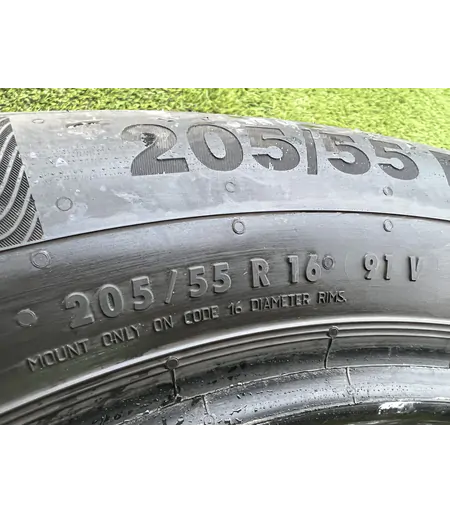 205/55
205/55 R 16 91 V
MOUNT ONLY ON CODE 16 DIAMETER RIMS.